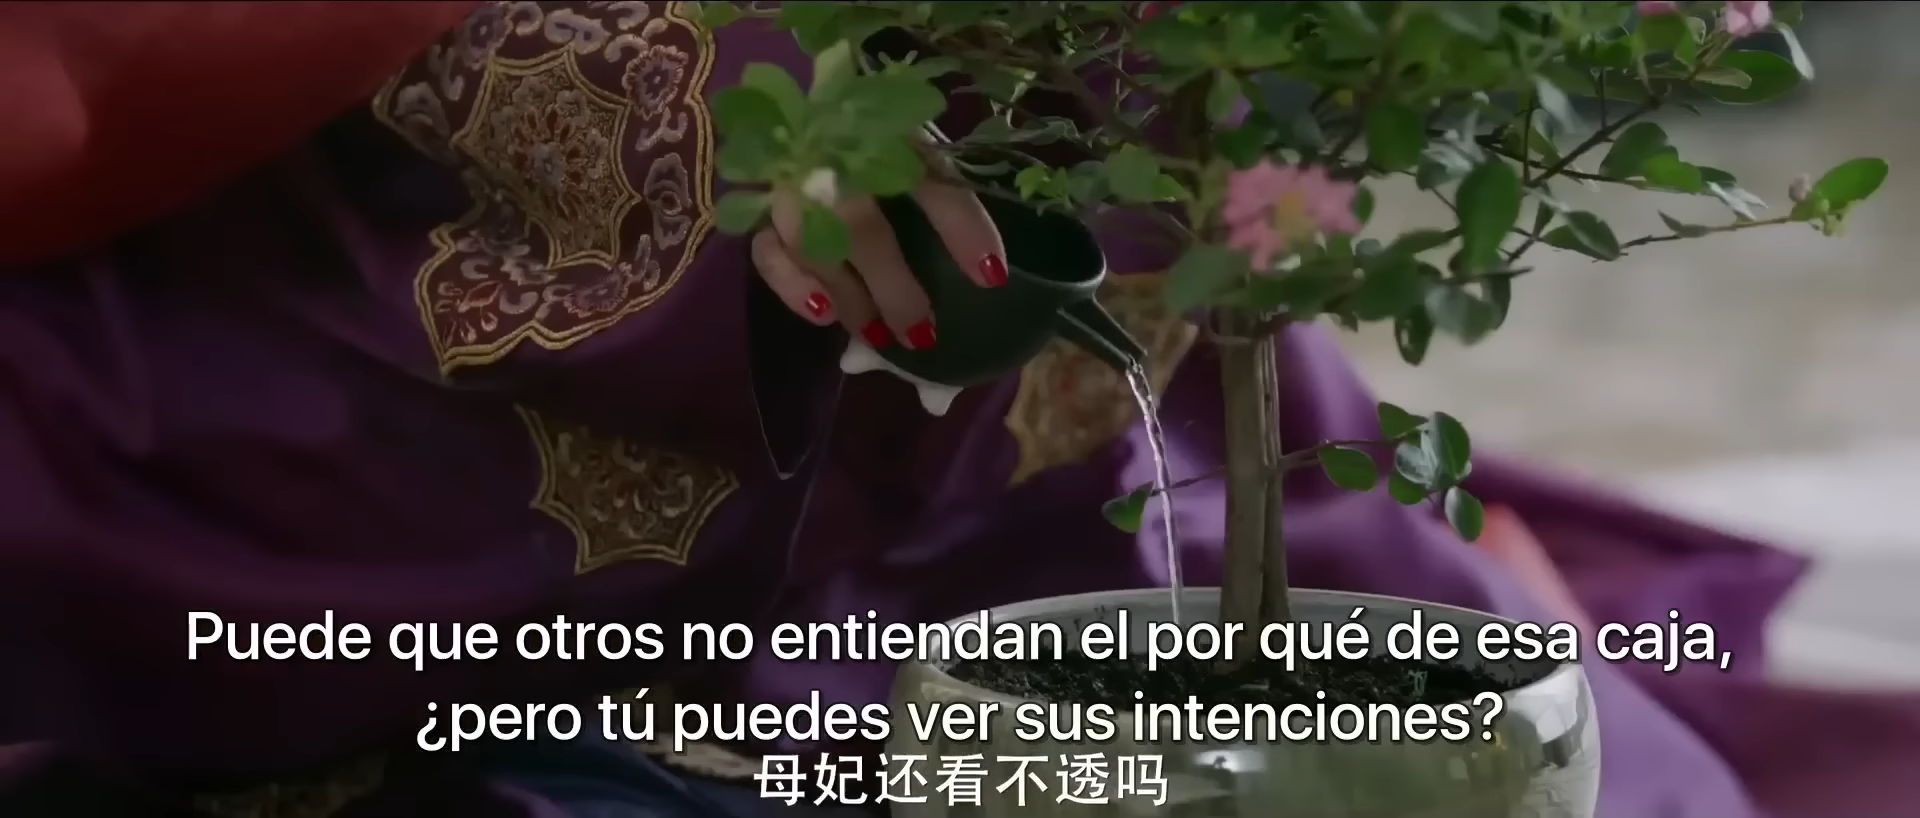 Puede que otros no entiendan el por qué de esa caja,
¿pero tú puedes ver sus intenciones?
母妃还看不透吗